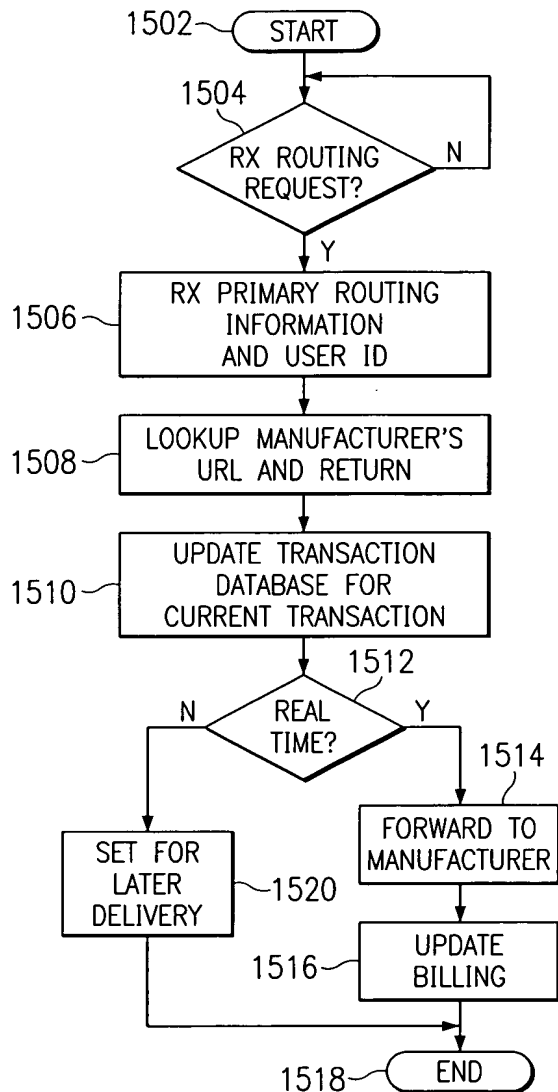 1502
START
1504
RX ROUTING
REQUEST?
N
Y
1506
RX PRIMARY ROUTING
INFORMATION
AND USER ID
1508
LOOKUP MANUFACTURER'S
URL AND RETURN
1510
UPDATE TRANSACTION
DATABASE FOR
CURRENT TRANSACTION
1512
N
REAL
TIME?
Y
1514
FORWARD TO
MANUFACTURER
SET FOR
LATER
DELIVERY
1520
1516
UPDATE
BILLING
1518
END